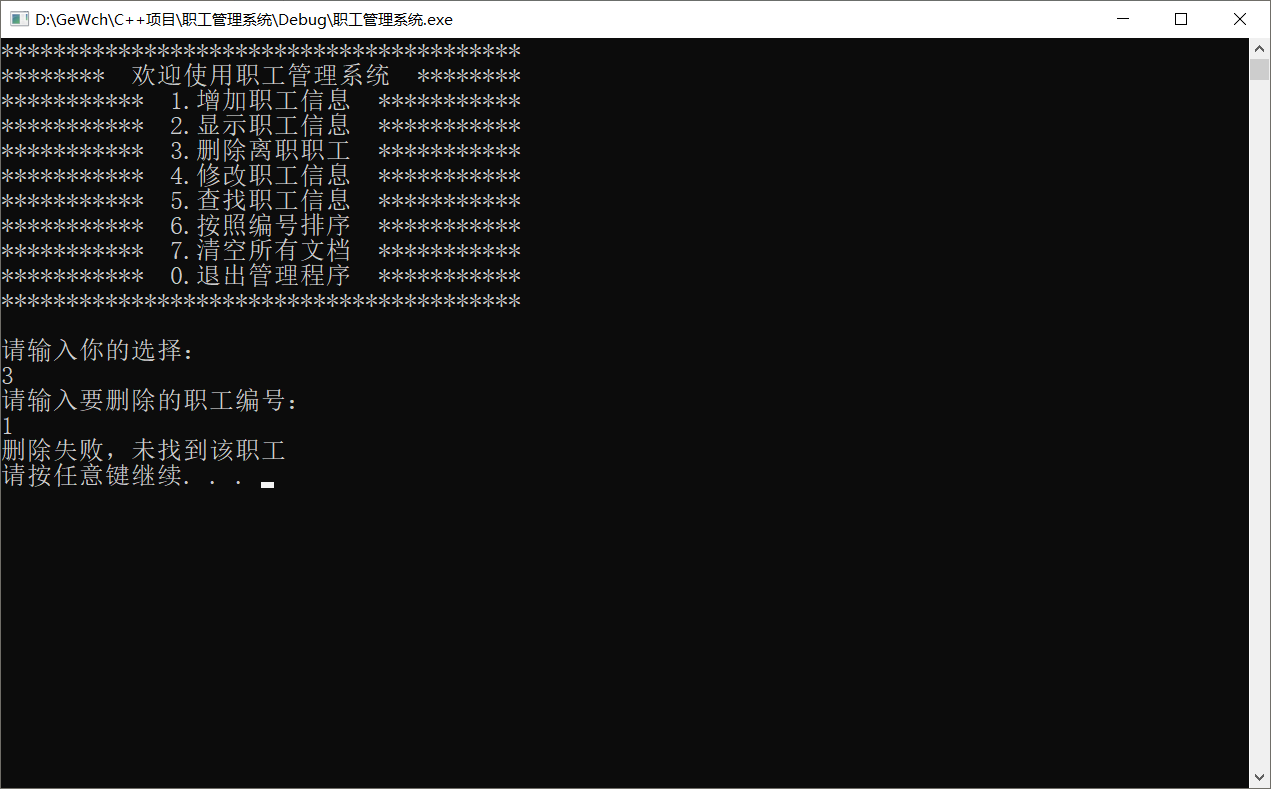 D:\GeWch\C++项目\职工管理系统\Debug\职工管理系统.exe
****************************************
********  欢迎使用职工管理系统  ********
***********  1.增加职工信息  ***********
***********  2.显示职工信息  ***********
***********  3.删除离职职工  ***********
***********  4.修改职工信息  ***********
***********  5.查找职工信息  ***********
***********  6.按照编号排序  ***********
***********  7.清空所有文档  ***********
***********  0.退出管理程序  ***********
****************************************
请输入你的选择：
3
请输入要删除的职工编号：
1
删除失败，未找到该职工
请按任意键继续. . .